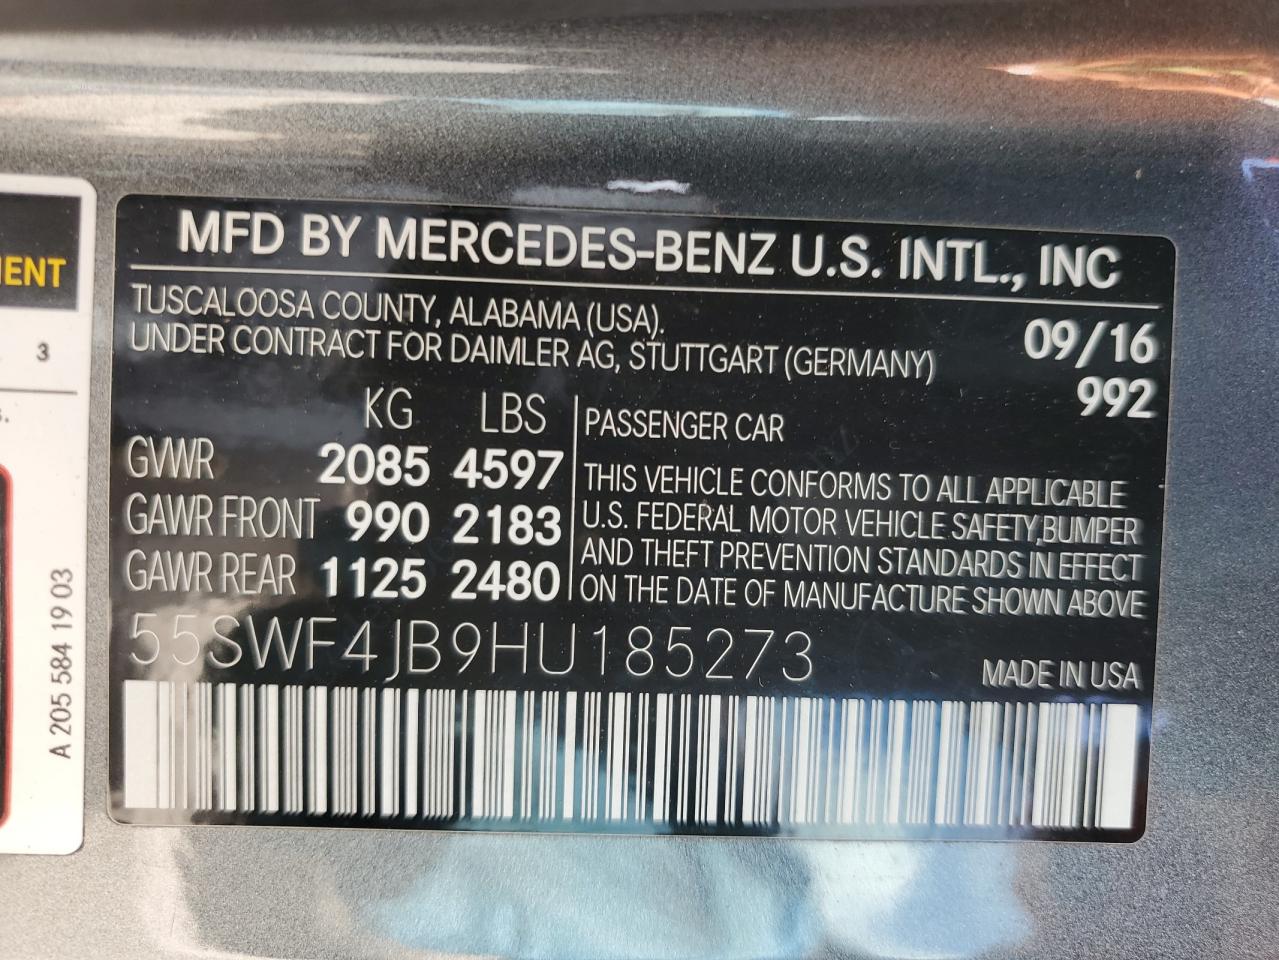 MFD BY MERCEDES-BENZ U.S. INTL., INC
TUSCALOOSA COUNTY, ALABAMA (USA).
UNDER CONTRACT FOR DAIMLER AG, STUTTGART (GERMANY)
09/16
992
KG LBS
GVWR 2085 4597
GAWR FRONT 990 2183
GAWR REAR 1125 2480
PASSENGER CAR
THIS VEHICLE CONFORMS TO ALL APPLICABLE
U.S. FEDERAL MOTOR VEHICLE SAFETY,BUMPER
AND THEFT PREVENTION STANDARDS IN EFFECT
ON THE DATE OF MANUFACTURE SHOWN ABOVE
55SWF4JB9HU185273
MADE IN USA
3
A 205 584 19 03